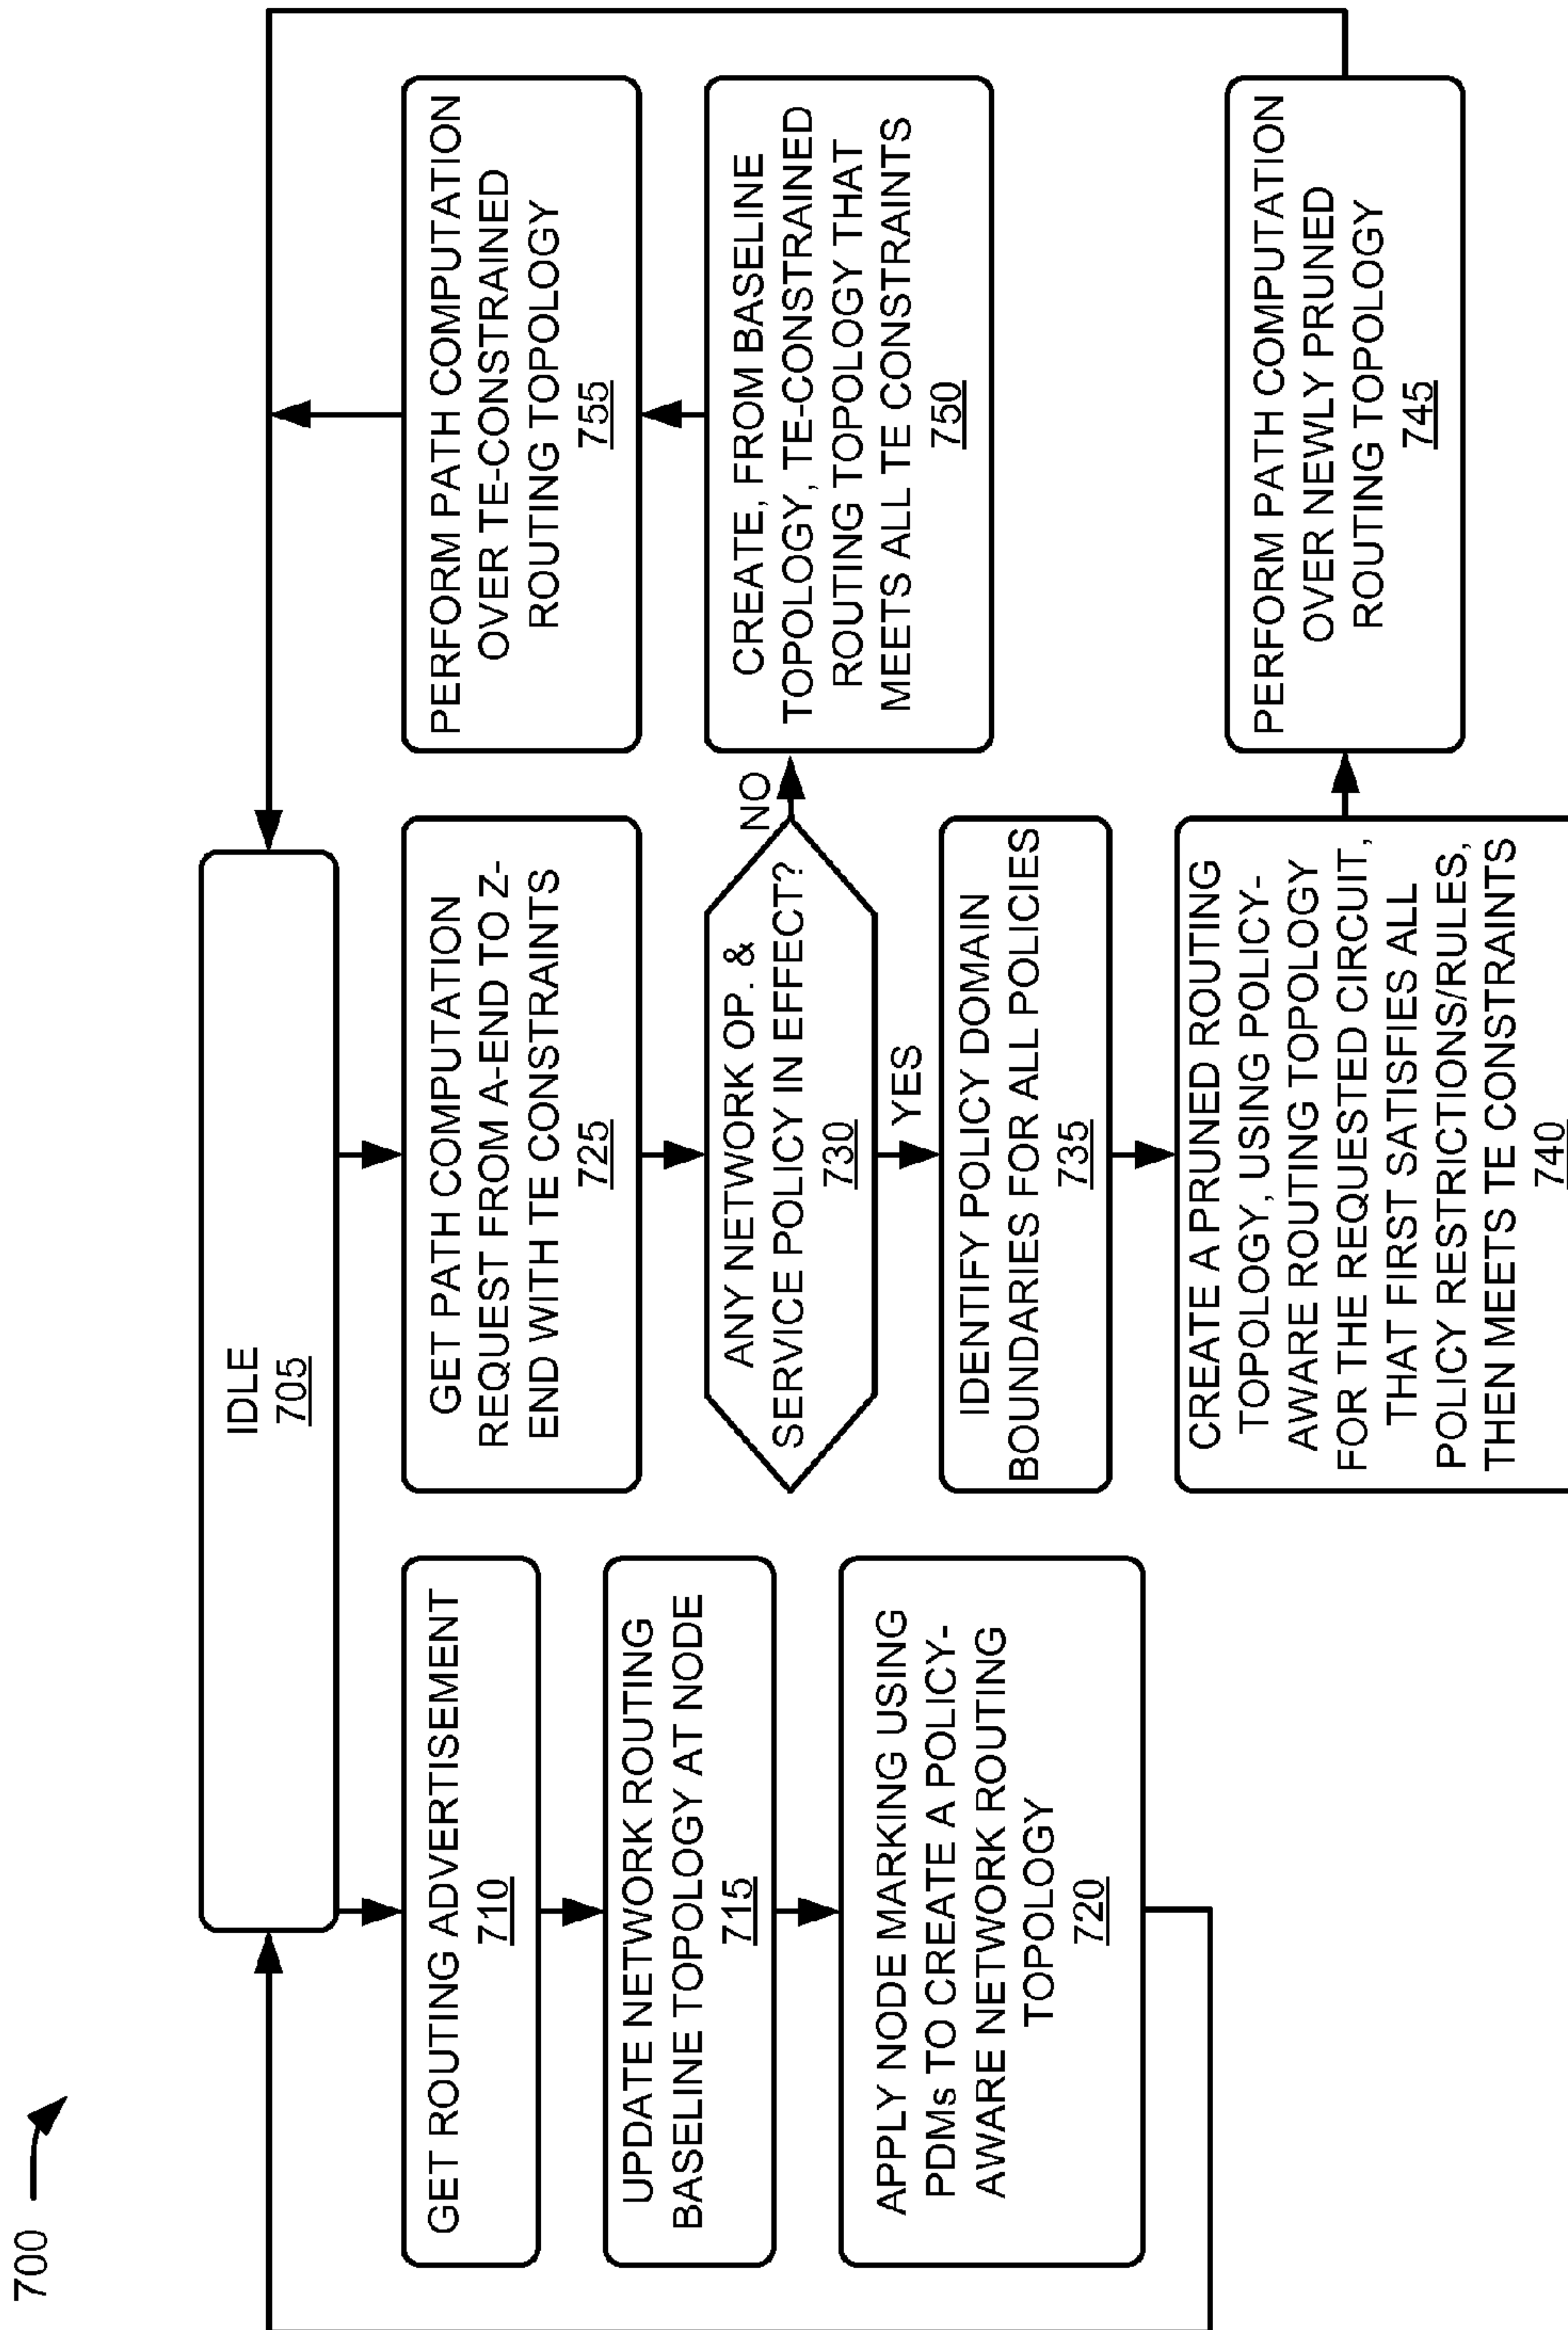 700
IDLE
705
GET ROUTING ADVERTISEMENT
710
UPDATE NETWORK ROUTING
BASELINE TOPOLOGY AT NODE
715
APPLY NODE MARKING USING
PDMs TO CREATE A POLICY-
AWARE NETWORK ROUTING
TOPOLOGY
720
GET PATH COMPUTATION
REQUEST FROM A-END TO Z-
END WITH TE CONSTRAINTS
725
ANY NETWORK OP. &
SERVICE POLICY IN EFFECT?
730
NO
YES
IDENTIFY POLICY DOMAIN
BOUNDARIES FOR ALL POLICIES
735
CREATE A PRUNED ROUTING
TOPOLOGY, USING POLICY-
AWARE ROUTING TOPOLOGY
FOR THE REQUESTED CIRCUIT,
THAT FIRST SATISFIES ALL
POLICY RESTRICTIONS/RULES,
THEN MEETS TE CONSTRAINTS
740
PERFORM PATH COMPUTATION
OVER TE-CONSTRAINED
ROUTING TOPOLOGY
755
CREATE, FROM BASELINE
TOPOLOGY, TE-CONSTRAINED
ROUTING TOPOLOGY THAT
MEETS ALL TE CONSTRAINTS
750
PERFORM PATH COMPUTATION
OVER NEWLY PRUNED
ROUTING TOPOLOGY
745